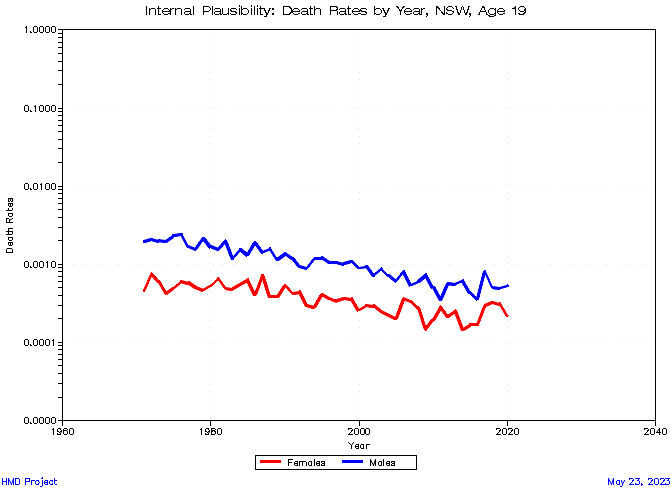 Internal Plausibility: Death Rates by Year, NSW, Age 19
1.0000
0.1000
0.0100
0.0010
0.0001
0.0000
Death Rates
1960 1980 2000 2020 2040
Year
Females Males
HMD Project May 23, 2023